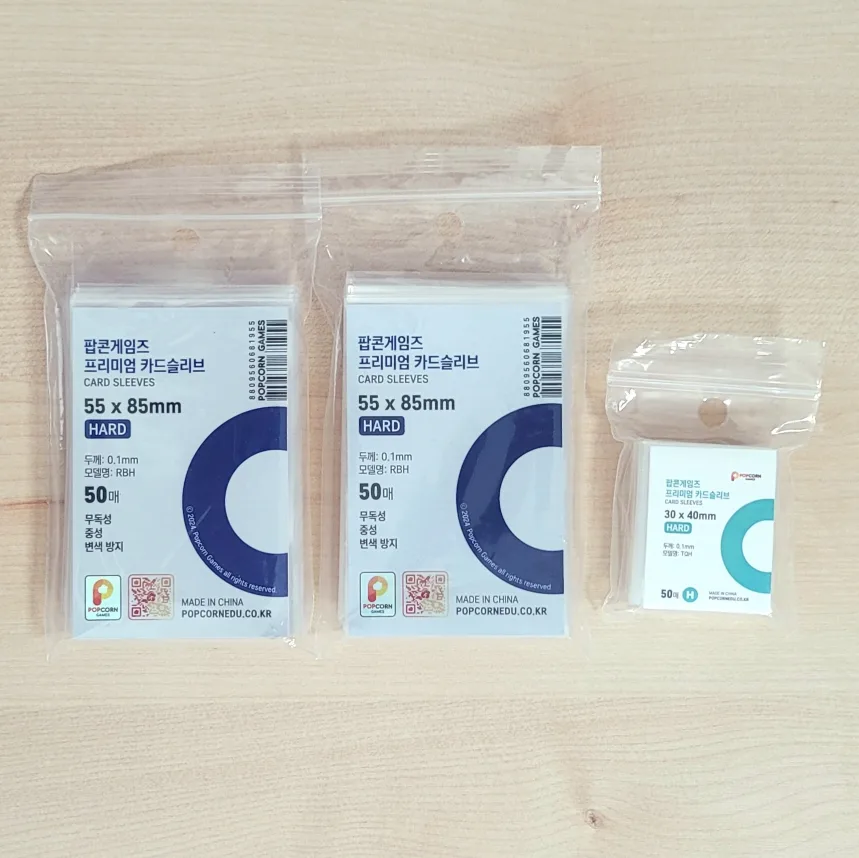 팝콘게임즈
프리미엄 카드슬리브
CARD SLEEVES
55 x 85mm
HARD
두께: 0.1mm
모델명: RBH
50매
무독성
중성
변색 방지
8809560681955
POPCORN GAMES
©2024. Popcorn Games all rights reserved.
POPCORN
GAMES
MADE IN CHINA
POPCORNEDU.CO.KR
팝콘게임즈
프리미엄 카드슬리브
CARD SLEEVES
55 x 85mm
HARD
두께: 0.1mm
모델명: RBH
50매
무독성
중성
변색 방지
8809560681955
POPCORN GAMES
©2024. Popcorn Games all rights reserved.
POPCORN
GAMES
MADE IN CHINA
POPCORNEDU.CO.KR
POPCORN
GAMES
팝콘게임즈
프리미엄 카드슬리브
CARD SLEEVES
30 x 40mm
HARD
두께: 0.1mm
모델명: TQH
50매 H
MADE IN CHINA
POPCORNEDU.CO.KR